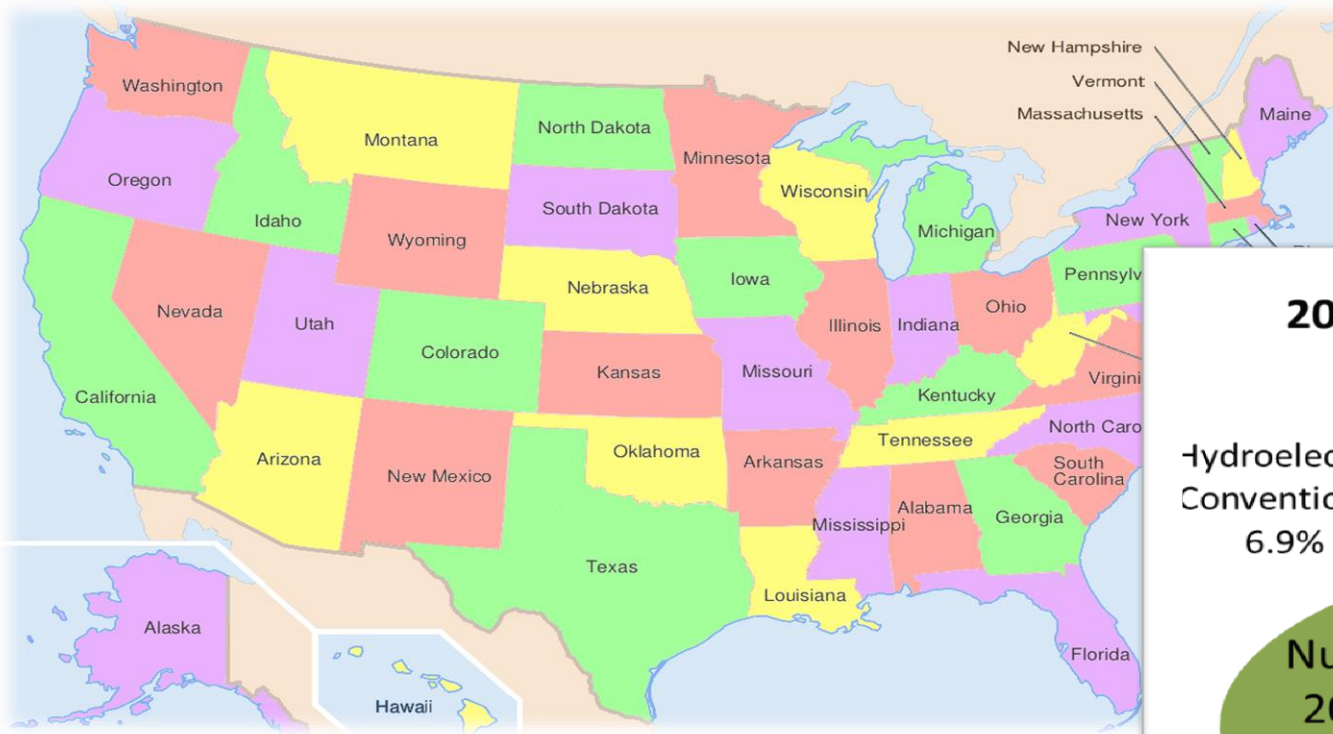 New Hampshire
Vermont
Massachusetts
Washington
Montana
North Dakota
Minnesota
Maine
Oregon
Idaho
Wyoming
South Dakota
Wisconsin
Michigan
New York
Nevada
Utah
Colorado
Nebraska
Iowa
Illinois
Indiana
Ohio
Pennsylv
California
Kansas
Missouri
Kentucky
Virgini
Arizona
New Mexico
Oklahoma
Arkansas
Tennessee
North Caro
South
Carolina
Texas
Louisiana
Mississippi
Alabama
Georgia
Florida
Alaska
Hawaii
20
Hydroelec
Conventio
6.9%
Nu